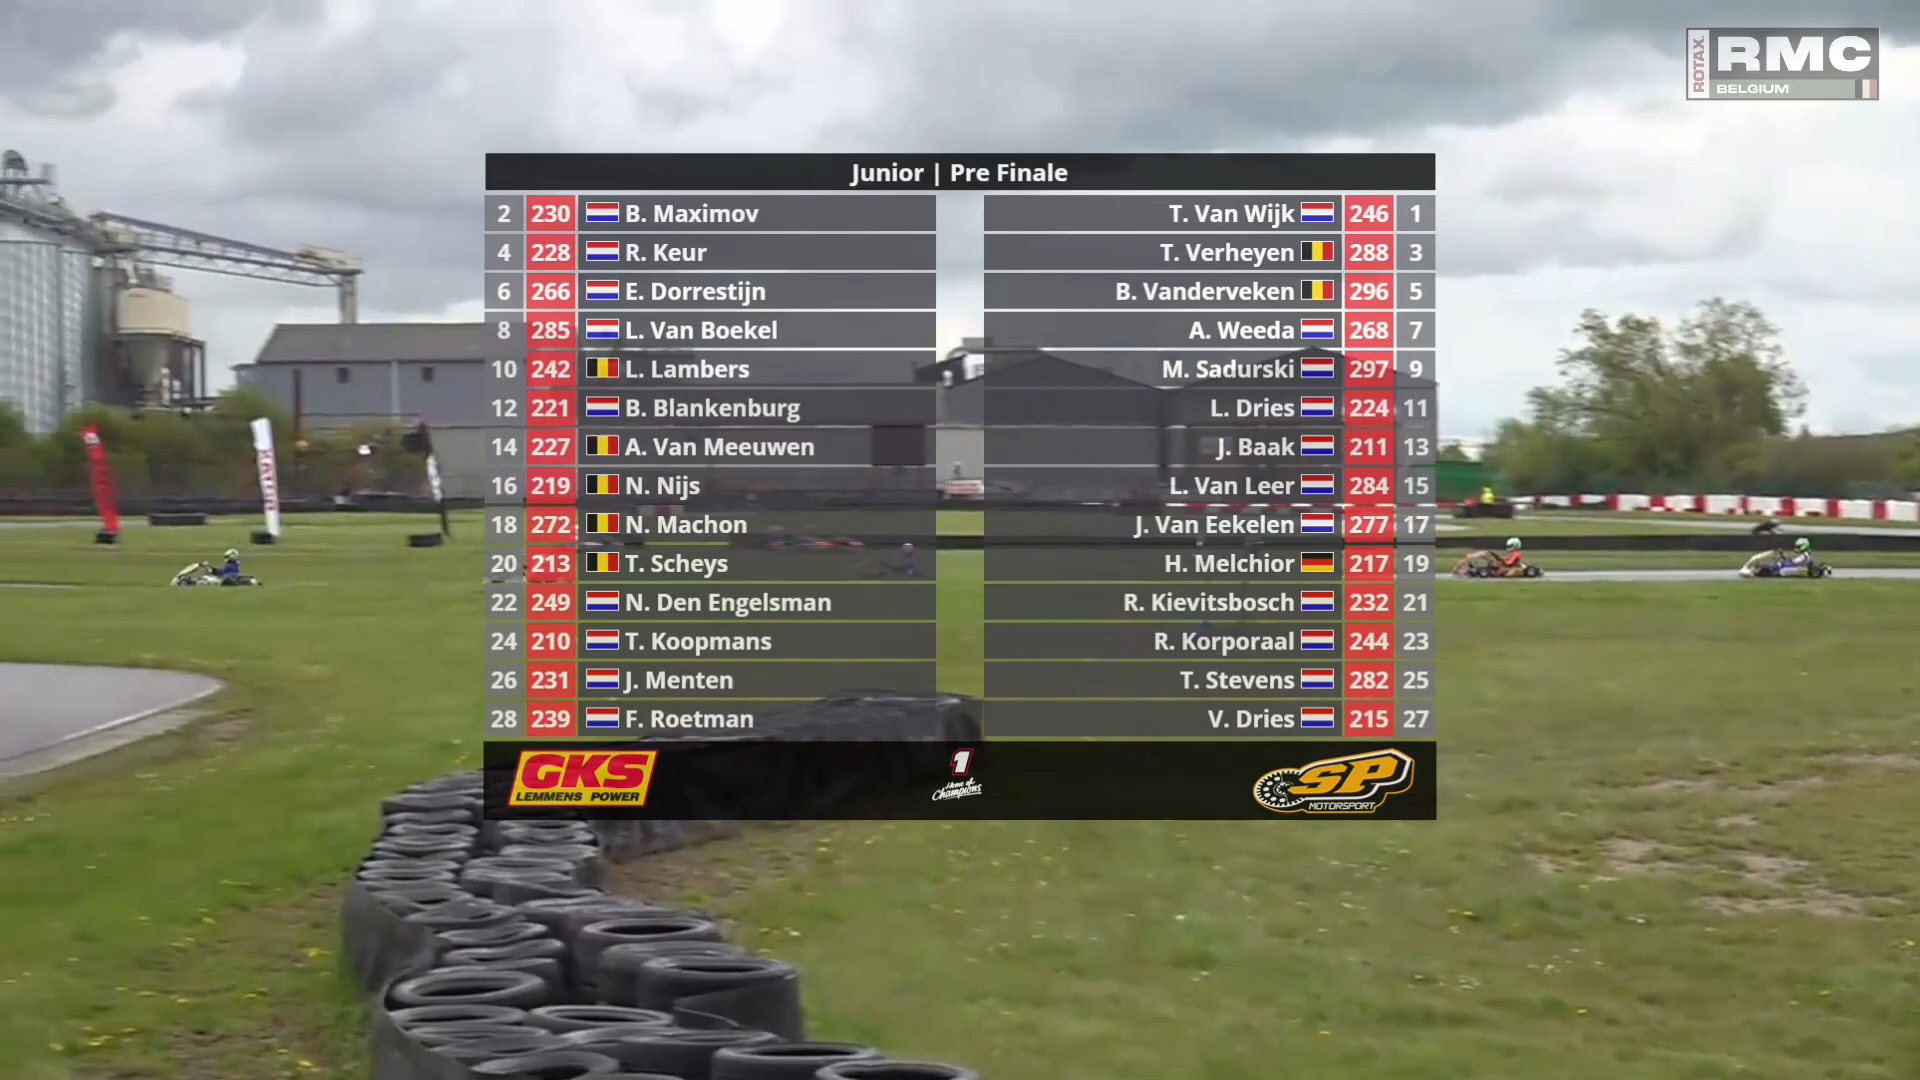 ROTAX RMC
BELGIUM
Junior | Pre Finale
2 230 B. Maximov T. Van Wijk 246 1
4 228 R. Keur T. Verheyen 288 3
6 266 E. Dorrestijn B. Vanderveken 296 5
8 285 L. Van Boekel A. Weeda 268 7
10 242 L. Lambers M. Sadurski 297 9
12 221 B. Blankenburg L. Dries 224 11
14 227 A. Van Meeuwen J. Baak 211 13
16 219 N. Nijs L. Van Leer 284 15
18 272 N. Machon J. Van Eekelen 277 17
20 213 T. Scheys H. Melchior 217 19
22 249 N. Den Engelsman R. Kievitsbosch 232 21
24 210 T. Koopmans R. Korporaal 244 23
26 231 J. Menten T. Stevens 282 25
28 239 F. Roetman V. Dries 215 27
GKS
LEMMENS POWER
1
Home of
Champions
SP
MOTORSPORT